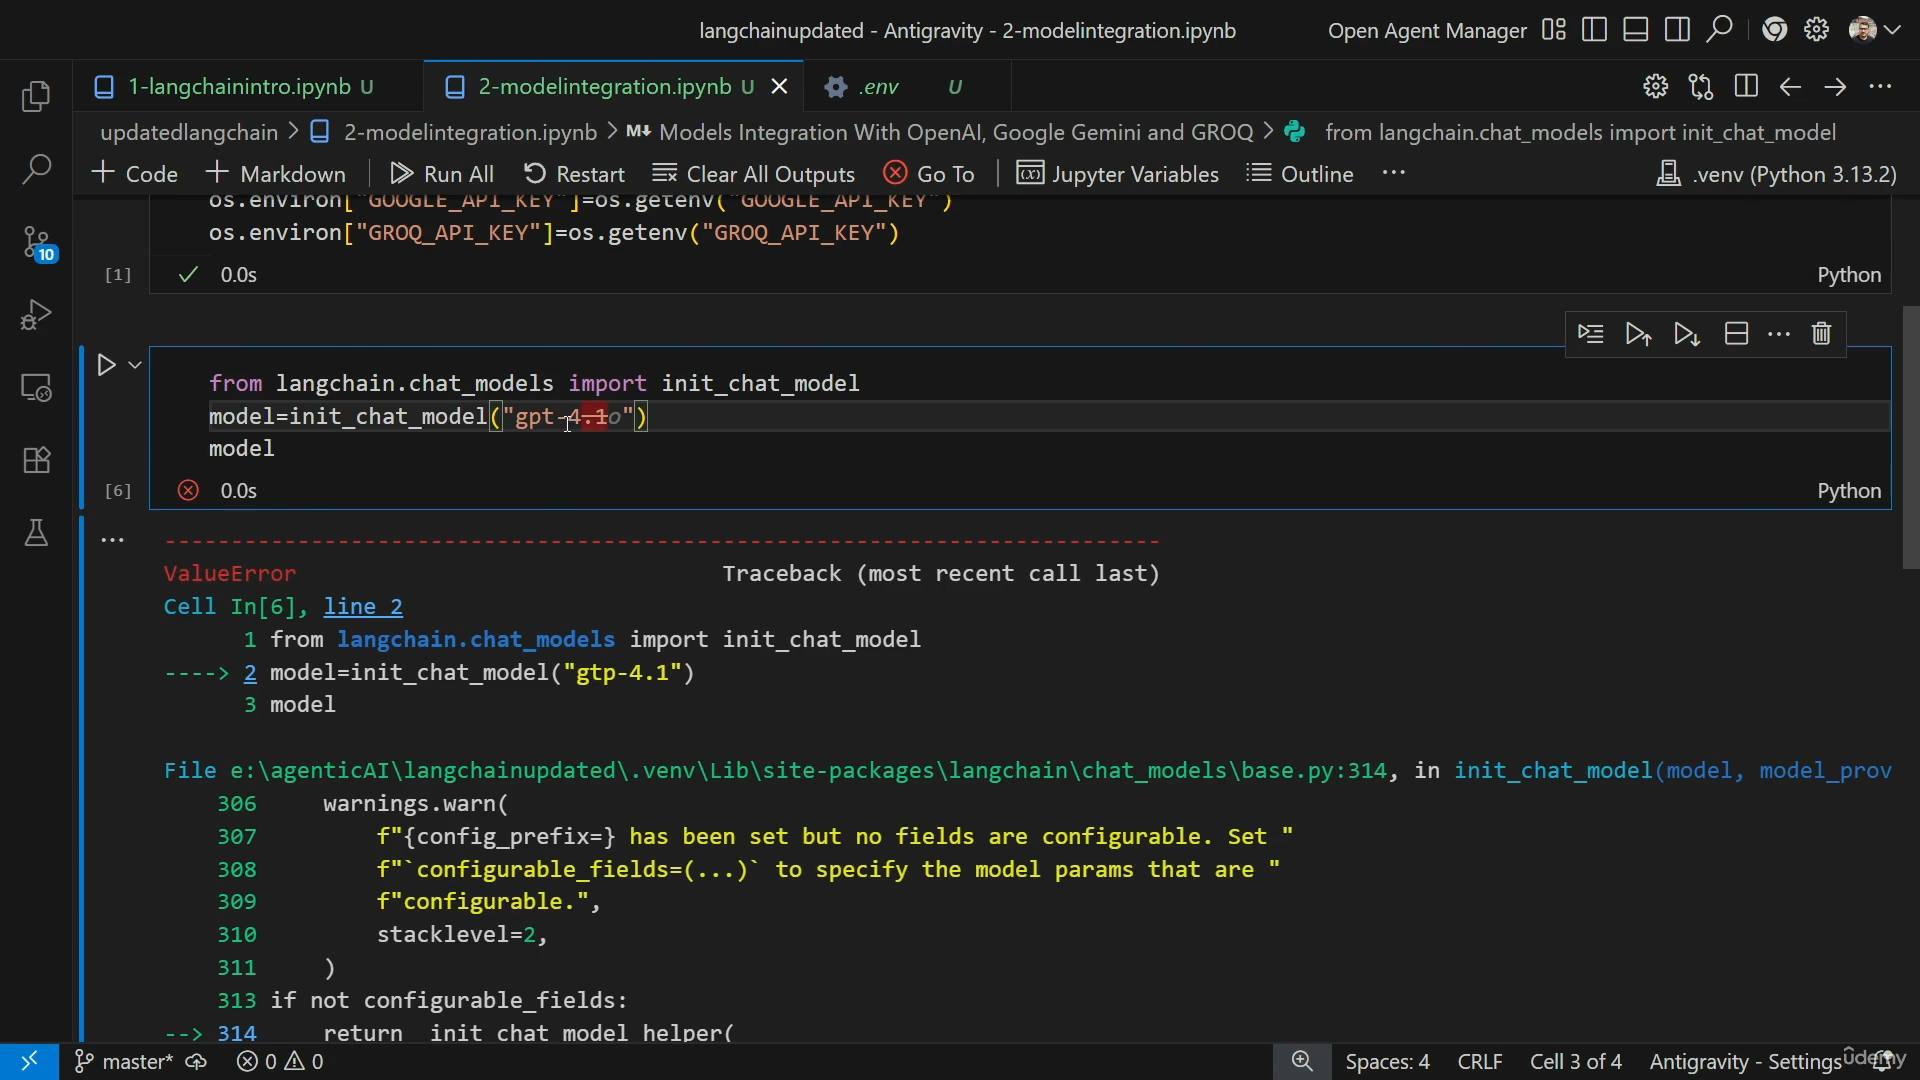 langchainupdated - Antigravity - 2-modelintegration.ipynb
Open Agent Manager
1-langchainintro.ipynb U
2-modelintegration.ipynb U
.env U
updatedlangchain > 2-modelintegration.ipynb > M↓ Models Integration With OpenAI, Google Gemini and GROQ > from langchain.chat_models import init_chat_model
+ Code + Markdown Run All Restart Clear All Outputs Go To Jupyter Variables Outline ... .venv (Python 3.13.2)
os.environ["GOOGLE_API_KEY"]=os.getenv("GOOGLE_API_KEY")
os.environ["GROQ_API_KEY"]=os.getenv("GROQ_API_KEY")
[1] 0.0s Python
10
from langchain.chat_models import init_chat_model
model=init_chat_model("gpt-4.1o")
model
[6] 0.0s Python
---------------------------------------------------------------------------
ValueError Traceback (most recent call last)
Cell In[6], line 2
1 from langchain.chat_models import init_chat_model
----> 2 model=init_chat_model("gtp-4.1")
3 model
File e:\agenticAI\langchainupdated\.venv\Lib\site-packages\langchain\chat_models\base.py:314, in init_chat_model(model, model_prov
306 warnings.warn(
307 f"{config_prefix=} has been set but no fields are configurable. Set "
308 f"`configurable_fields=(...)` to specify the model params that are "
309 f"configurable.",
310 stacklevel=2,
311 )
313 if not configurable_fields:
--> 314 return _init_chat_model_helper(
master* 0 0 Spaces: 4 CRLF Cell 3 of 4 Antigravity - Settings
udemy